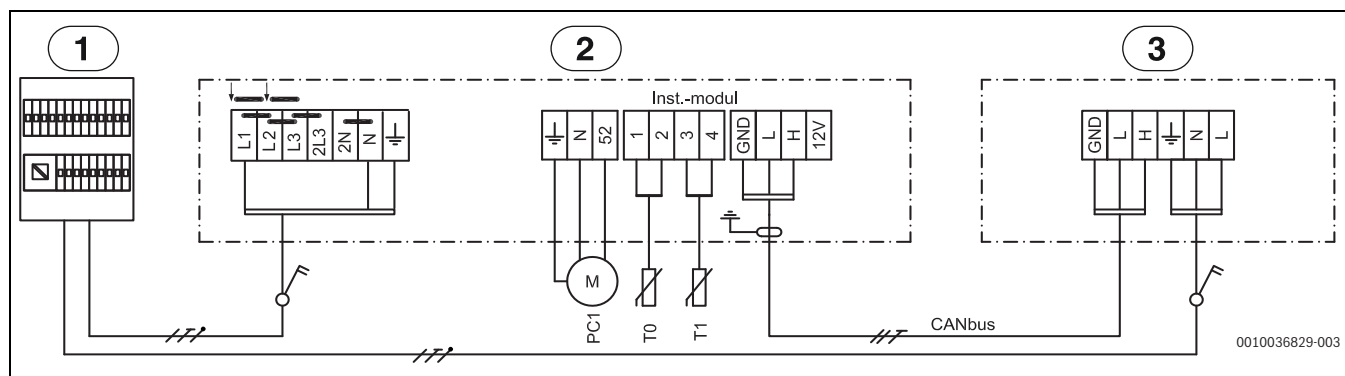 1
2
3
Inst.-modul
L1
L2
L3
2L3
2N
N
N
52
1
2
3
4
GND
L
H
12V
GND
L
H
N
L
M
PC1
T0
T1
CANbus
0010036829-003